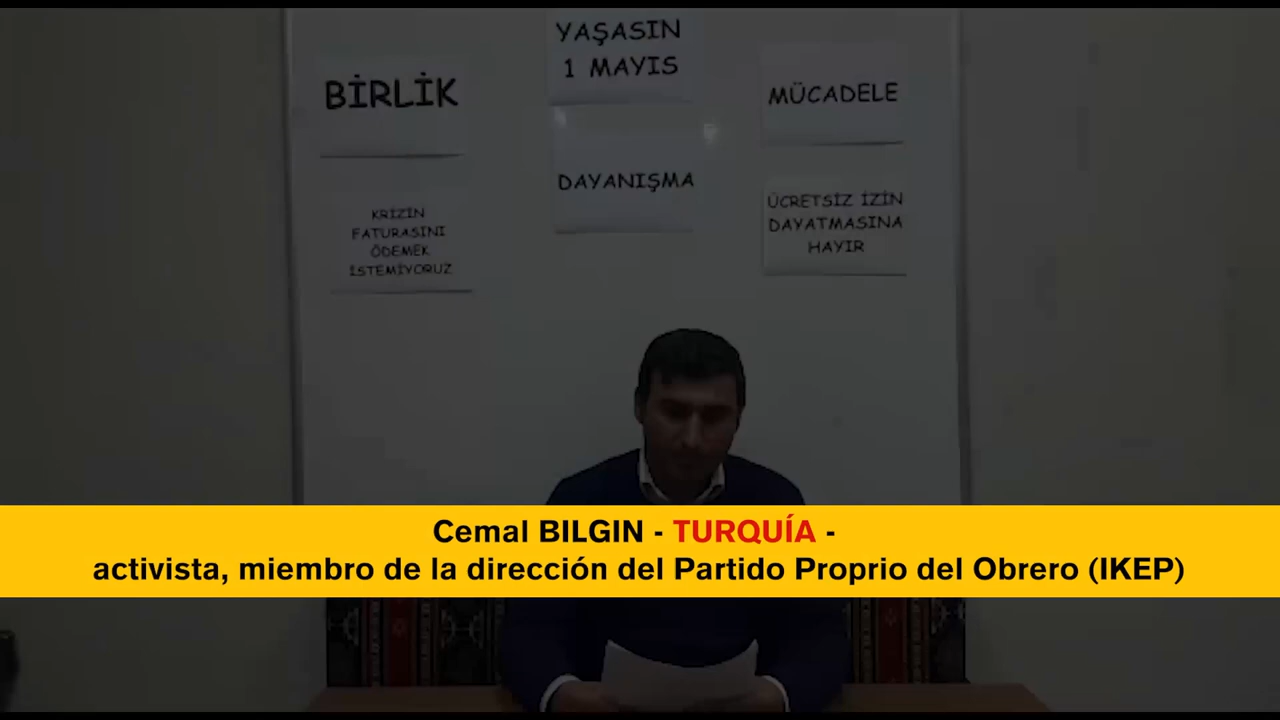 YAŞASIN
1 MAYIS
BİRLİK
MÜCADELE
DAYANIŞMA
KRİZİN
FATURASINI
ÖDEMEK
İSTEMİYORUZ
ÜCRETSİZ İZİN
DAYATMASINA
HAYIR
Cemal BILGIN - TURQUÍA -
activista, miembro de la dirección del Partido Proprio del Obrero (IKEP)